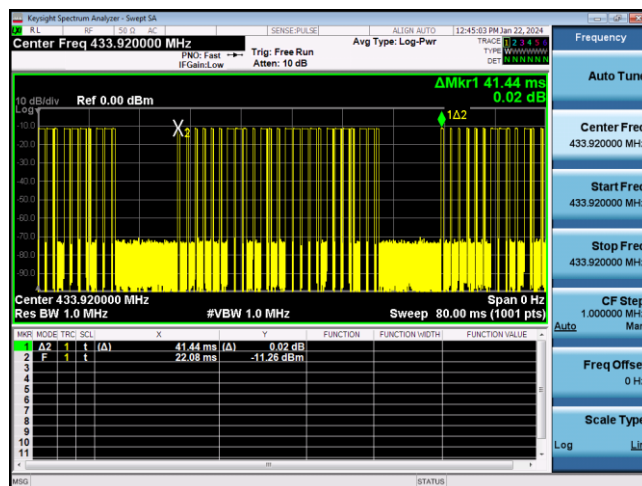 Keysight Spectrum Analyzer - Swept SA
RL RF 50 Ω AC SENSE:PULSE ALIGN AUTO 12:45:03 PM Jan 22, 2024
Center Freq 433.920000 MHz
PNO: Fast
IFGain:Low
Trig: Free Run
Atten: 10 dB
Avg Type: Log-Pwr
TRACE 1 2 3 4 5 6
TYPE W
DET N N N N N N
ΔMkr1 41.44 ms
0.02 dB
10 dB/div Ref 0.00 dBm
Log
1Δ2
X2
-10.0
-20.0
-30.0
-40.0
-50.0
-60.0
-70.0
-80.0
-90.0
Center 433.920000 MHz Span 0 Hz
Res BW 1.0 MHz #VBW 1.0 MHz Sweep 80.00 ms (1001 pts)
MKR MODE TRC SCL X Y FUNCTION FUNCTION WIDTH FUNCTION VALUE
1 Δ2 1 t (Δ) 41.44 ms (Δ) 0.02 dB
2 F 1 t 22.08 ms -11.26 dBm
3
4
5
6
7
8
9
10
11
MSG STATUS
Frequency
Auto Tune
Center Freq
433.920000 MHz
Start Freq
433.920000 MHz
Stop Freq
433.920000 MHz
CF Step
1.000000 MHz
Auto Man
Freq Offset
0 Hz
Scale Type
Log Lin